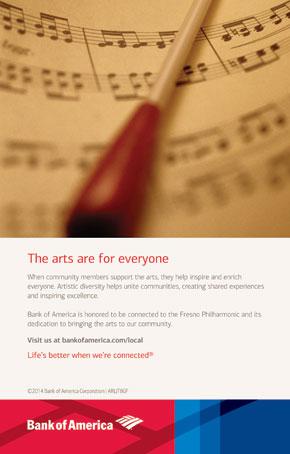 The arts are for everyone
When community members support the arts, they help inspire and enrich
everyone. Artistic diversity helps unite communities, creating shared experiences
and inspiring excellence.
Bank of America is honored to be connected to the Fresno Philharmonic and its
dedication to bringing the arts to our community.
Visit us at bankofamerica.com/local
Life's better when we're connected®
©2014 Bank of America Corporation |
Bank of America